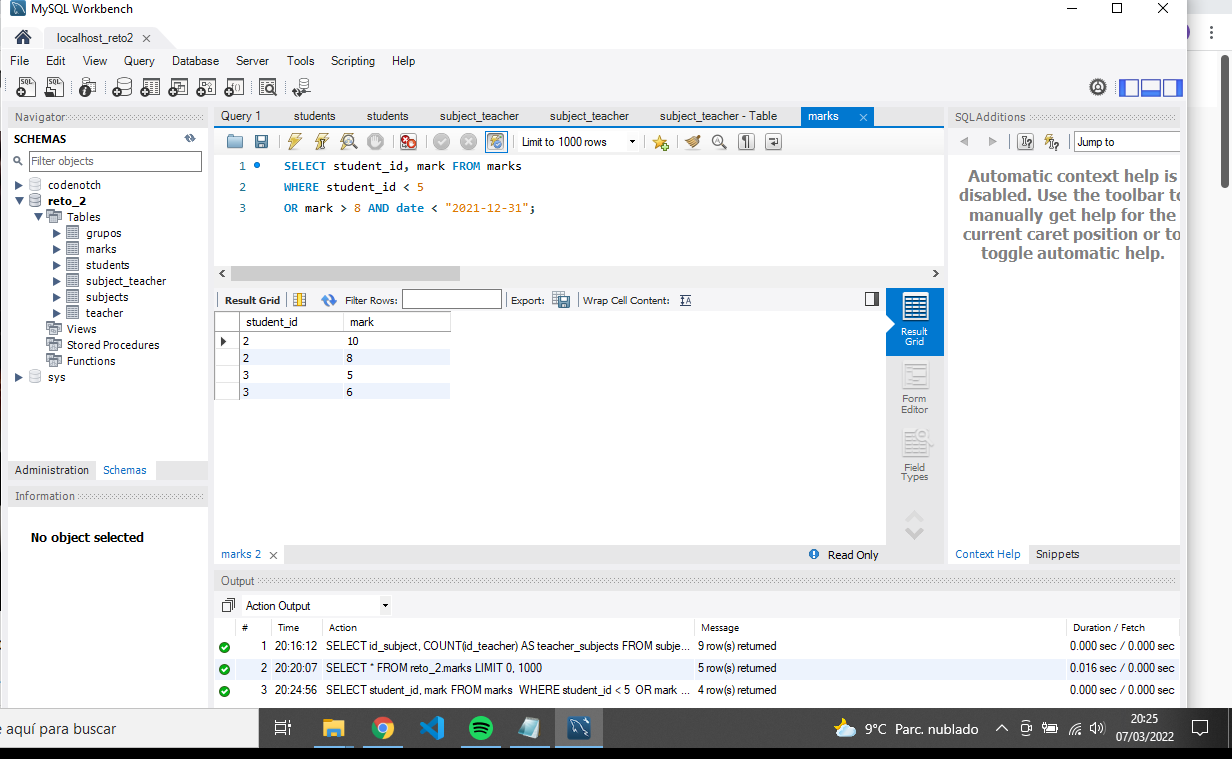 MySQL Workbench
localhost_reto2
File Edit View Query Database Server Tools Scripting Help
Navigator
SCHEMAS
Filter objects
codenotch
reto_2
Tables
grupos
marks
students
subject_teacher
subjects
teacher
Views
Stored Procedures
Functions
sys
Administration Schemas
Information
No object selected
Query 1 students students subject_teacher subject_teacher subject_teacher - Table marks
Limit to 1000 rows
1 SELECT student_id, mark FROM marks
2 WHERE student_id < 5
3 OR mark > 8 AND date < "2021-12-31";
Result Grid Filter Rows: Export: Wrap Cell Content:
student_id mark
2 10
2 8
3 5
3 6
Result
Grid
Form
Editor
Field
Types
marks 2 Read Only
SQLAdditions
Jump to
Automatic context help is
disabled. Use the toolbar to
manually get help for the
current caret position or to
toggle automatic help.
Context Help Snippets
Output
Action Output
# Time Action Message Duration / Fetch
1 20:16:12 SELECT id_subject, COUNT(id_teacher) AS teacher_subjects FROM subje... 9 row(s) returned 0.000 sec / 0.000 sec
2 20:20:07 SELECT * FROM reto_2.marks LIMIT 0, 1000 5 row(s) returned 0.016 sec / 0.000 sec
3 20:24:56 SELECT student_id, mark FROM marks WHERE student_id < 5 OR mark ... 4 row(s) returned 0.000 sec / 0.000 sec
e aquí para buscar
9°C Parc. nublado
20:25
07/03/2022